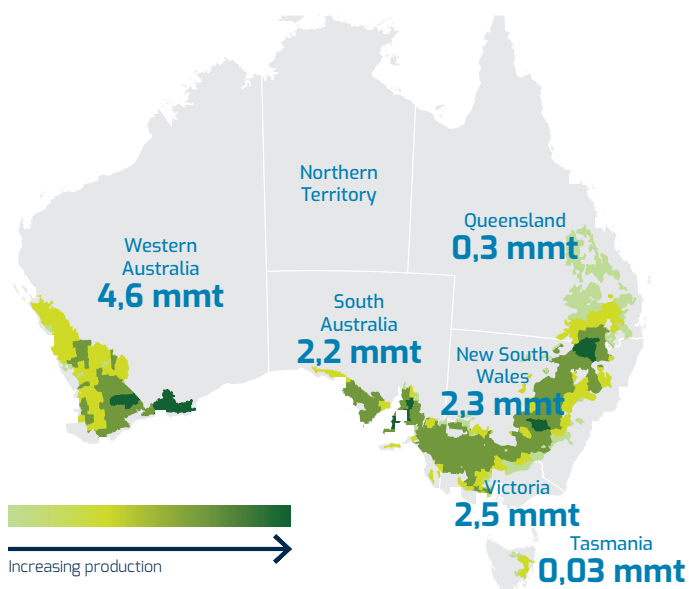 Northern
Territory
Queensland
0,3 mmt
Western
Australia
4,6 mmt
South
Australia
2,2 mmt
New South
Wales
2,3 mmt
Victoria
2,5 mmt
Tasmania
0,03 mmt
Increasing production